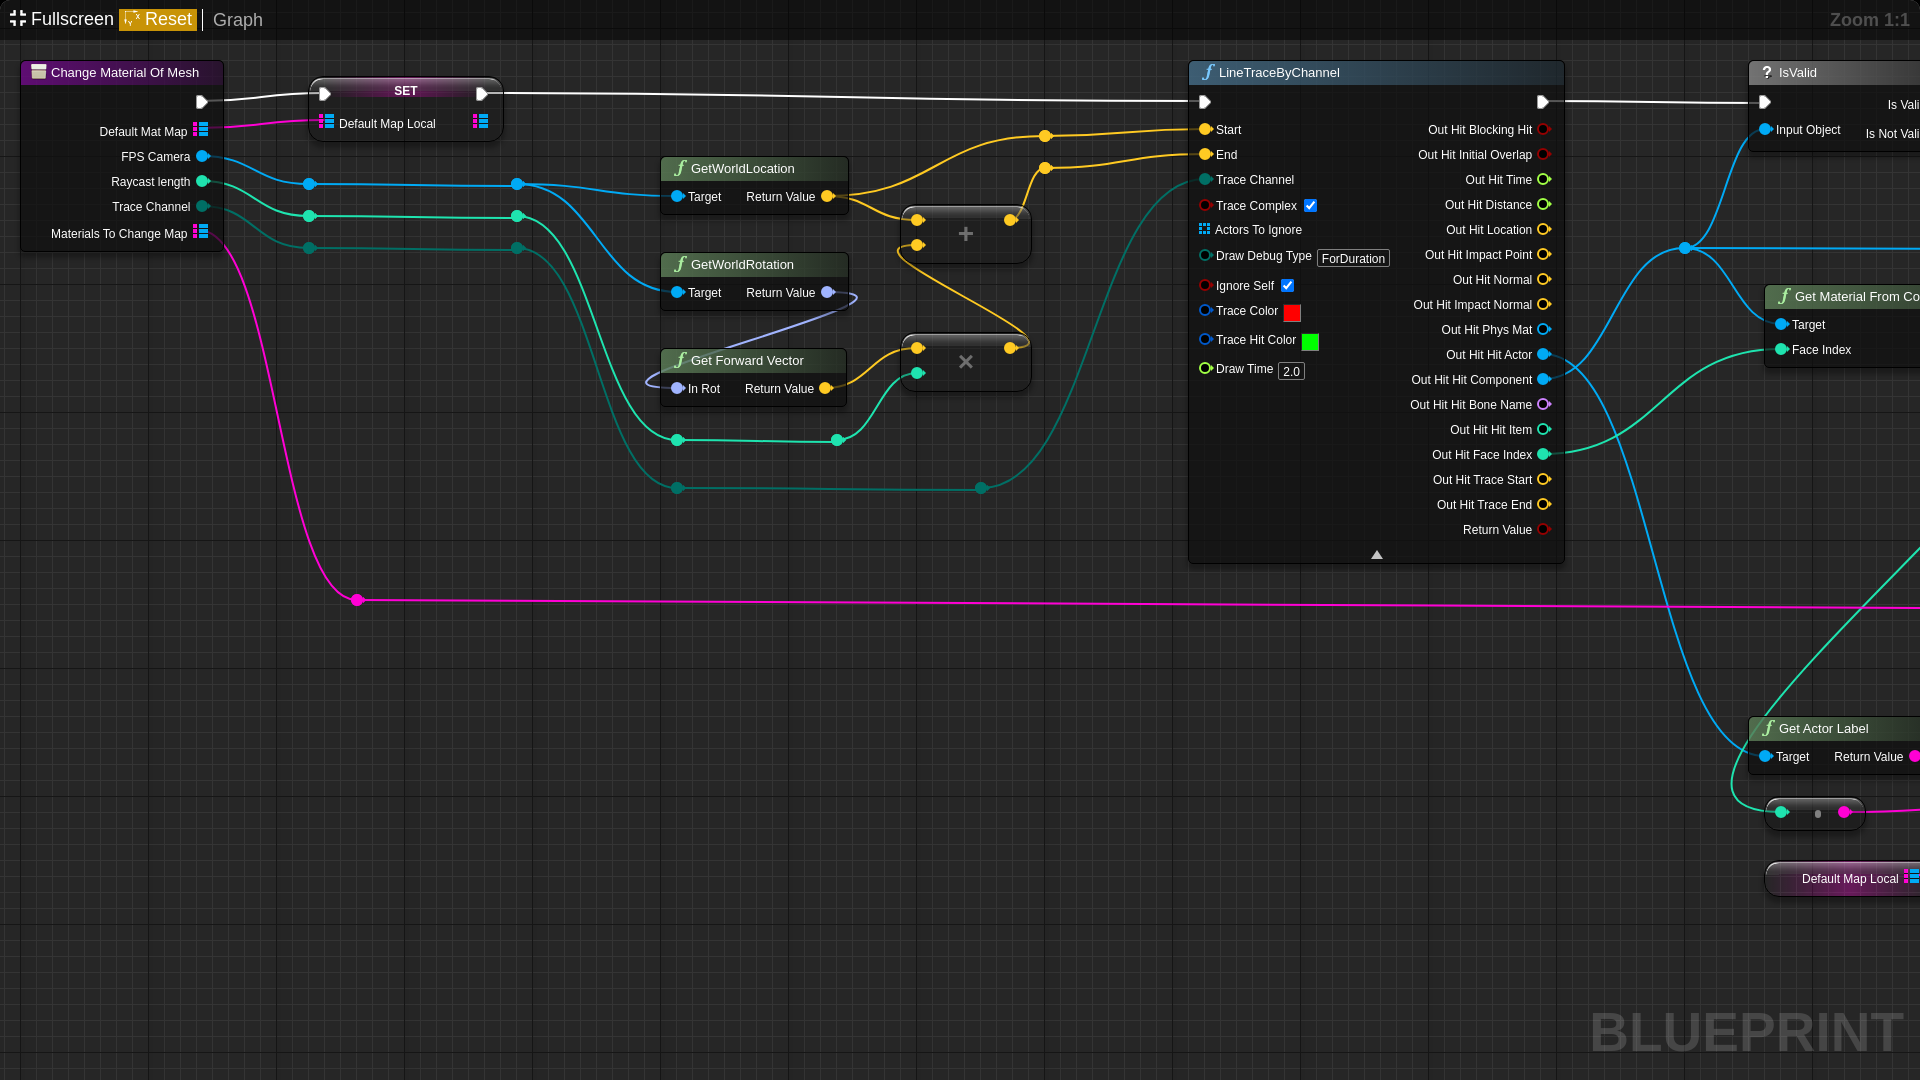 Fullscreen Reset Graph
Zoom 1:1
Change Material Of Mesh
Default Mat Map
FPS Camera
Raycast length
Trace Channel
Materials To Change Map
SET
Default Map Local
GetWorldLocation
Target Return Value
GetWorldRotation
Target Return Value
Get Forward Vector
In Rot Return Value
+
×
LineTraceByChannel
Start
End
Trace Channel
Trace Complex
Actors To Ignore
Draw Debug Type ForDuration
Ignore Self
Trace Color
Trace Hit Color
Draw Time 2.0
Out Hit Blocking Hit
Out Hit Initial Overlap
Out Hit Time
Out Hit Distance
Out Hit Location
Out Hit Impact Point
Out Hit Normal
Out Hit Impact Normal
Out Hit Phys Mat
Out Hit Hit Actor
Out Hit Hit Component
Out Hit Hit Bone Name
Out Hit Hit Item
Out Hit Face Index
Out Hit Trace Start
Out Hit Trace End
Return Value
? IsValid
Is Vali
Input Object Is Not Vali
Get Material From Co
Target
Face Index
Get Actor Label
Target Return Value
Default Map Local
BLUEPRINT